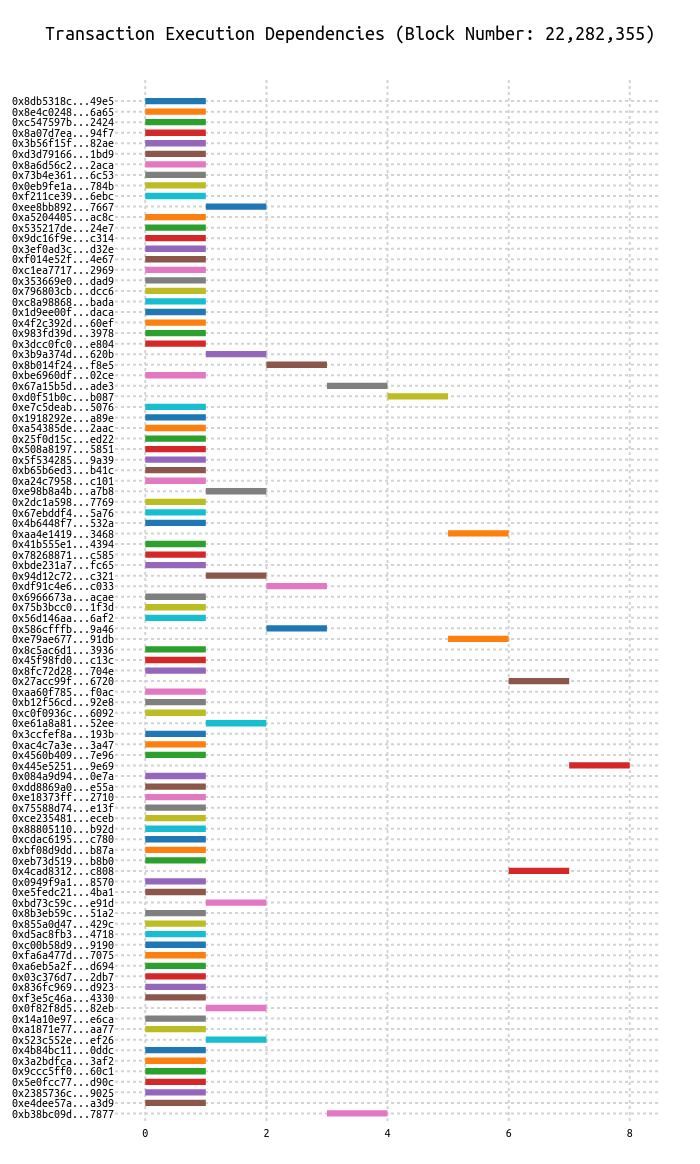 Transaction Execution Dependencies (Block Number: 22,282,355)
0x8db5318c...49e5
0x8e4c0248...6a65
0xc547597b...2424
0x8a07d7ea...94f7
0x3b56f15f...82ae
0xd3d79166...1bd9
0x8a6d56c2...2aca
0x73b4e361...6c53
0x0eb9fe1a...784b
0xf211ce39...6ebc
0xee8bb892...7667
0xa5204405...ac8c
0x535217de...24e7
0x9dc16f9e...c314
0x3ef0ad3c...d32e
0xf014e52f...4e67
0xc1ea7717...2969
0x353669e0...dad9
0x796803cb...dcc6
0xc8a98868...bada
0x1d9ee00f...daca
0x4f2c392d...60ef
0x983fd39d...3978
0x3dcc0fc0...e804
0x3b9a374d...620b
0x8b014f24...f8e5
0xbe6960df...02ce
0x67a15b5d...ade3
0xd0f51b0c...b087
0xe7c5deab...5076
0x1918292e...a89e
0xa54385de...2aac
0x25f0d15c...ed22
0x508a8197...5851
0x5f534285...9a39
0xb65b6ed3...b41c
0xa24c7958...c101
0xe98b8a4b...a7b8
0x2dc1a598...7769
0x67ebddf4...5a76
0x4b6448f7...532a
0xaa4e1419...3468
0x41b555e1...4394
0x78268871...c585
0xbde231a7...fc65
0x94d12c72...c321
0xdf91c4e6...c033
0x6966673a...acae
0x75b3bcc0...1f3d
0x56d146aa...6af2
0x586cfffb...9a46
0xe79ae677...91db
0x8c5ac6d1...3936
0x45f98fd0...c13c
0x8fc72d28...704e
0x27acc99f...6720
0xaa60f785...f0ac
0xb12f56cd...92e8
0xc0f0936c...6092
0xe61a8a81...52ee
0x3ccfef8a...193b
0xac4c7a3e...3a47
0x4560b409...7e96
0x445e5251...9e69
0x084a9d94...0e7a
0xdd8869a0...e55a
0xe18373ff...2710
0x75588d74...e13f
0xce235481...eceb
0x88805110...b92d
0xcdac6195...c780
0xbf08d9dd...b87a
0xeb73d519...b8b0
0x4cad8312...c808
0x0949f9a1...8570
0xe5fedc21...4ba1
0xbd73c59c...e91d
0x8b3eb59c...51a2
0x855a0d47...429c
0xd5ac8fb3...4718
0xc00b58d9...9190
0xfa6a477d...7075
0xa6eb5a2f...d694
0x03c376d7...2db7
0x836fc969...d923
0xf3e5c46a...4330
0x0f82f8d5...82eb
0x14a10e97...e6ca
0xa1871e77...aa77
0x523c552e...ef26
0x4b84bc11...0ddc
0x3a2bdfca...3af2
0x9ccc5ff0...60c1
0x5e0fcc77...d90c
0x2385736c...9025
0xe4dee57a...a3d9
0xb38bc09d...7877
0 2 4 6 8